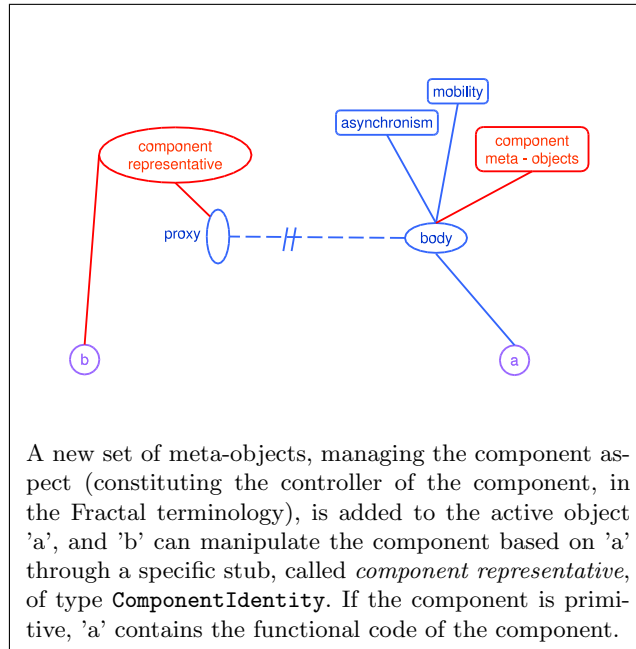 mobility
asynchronism
component
meta - objects
component
representative
proxy
body
b
a
A new set of meta-objects, managing the component as-
pect (constituting the controller of the component, in
the Fractal terminology), is added to the active object
'a', and 'b' can manipulate the component based on 'a'
through a specific stub, called component representative,
of type ComponentIdentity. If the component is primi-
tive, 'a' contains the functional code of the component.